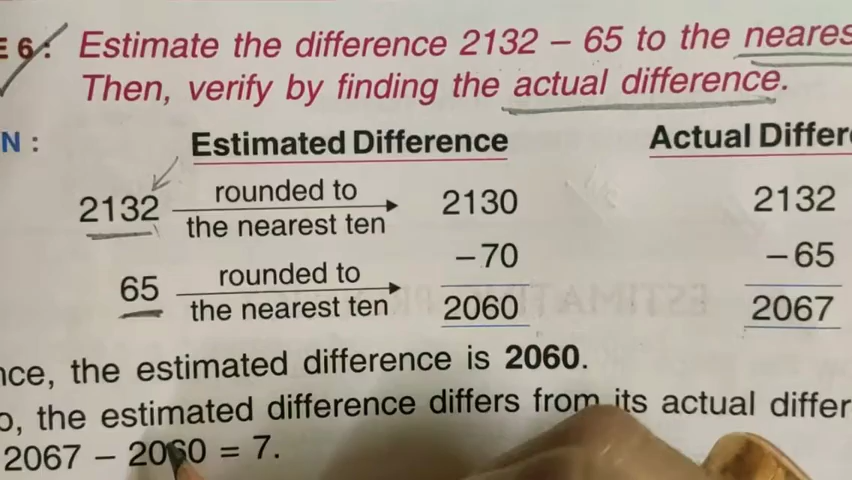 E 6 : Estimate the difference 2132 – 65 to the neares
Then, verify by finding the actual difference.
N :
Estimated Difference Actual Differ
2132 rounded to the nearest ten 2130 2132
65 rounded to the nearest ten –70 –65
2060 2067
nce, the estimated difference is 2060.
o, the estimated difference differs from its actual differ
2067 – 2060 = 7.